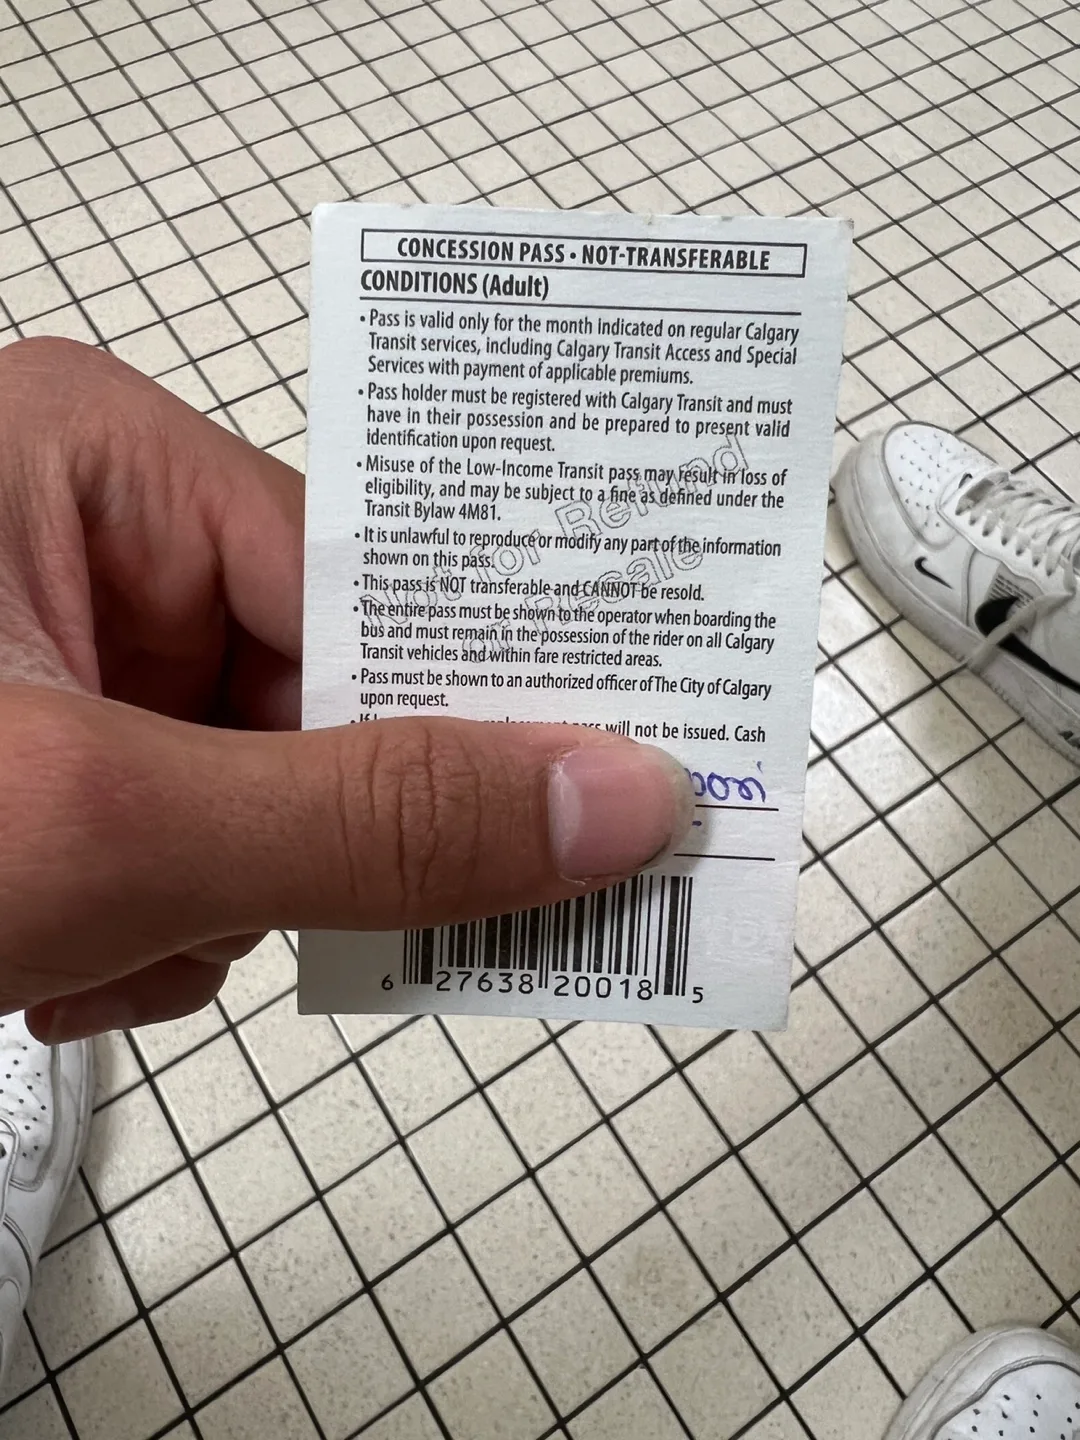 CONCESSION PASS • NOT-TRANSFERABLE
CONDITIONS (Adult)
• Pass is valid only for the month indicated on regular Calgary
Transit services, including Calgary Transit Access and Special
Services with payment of applicable premiums.
• Pass holder must be registered with Calgary Transit and must
have in their possession and be prepared to present valid
identification upon request.
• Misuse of the Low-Income Transit pass may result in loss of
eligibility, and may be subject to a fine as defined under the
Transit Bylaw 4M81.
• It is unlawful to reproduce or modify any part of the information
shown on this pass.
• This pass is NOT transferable and CANNOT be resold.
• The entire pass must be shown to the operator when boarding the
bus and must remain in the possession of the rider on all Calgary
Transit vehicles and within fare restricted areas.
• Pass must be shown to an authorized officer of The City of Calgary
upon request.
• If will not be issued. Cash
Not for Refund
or Resale
6 27638 20018 5